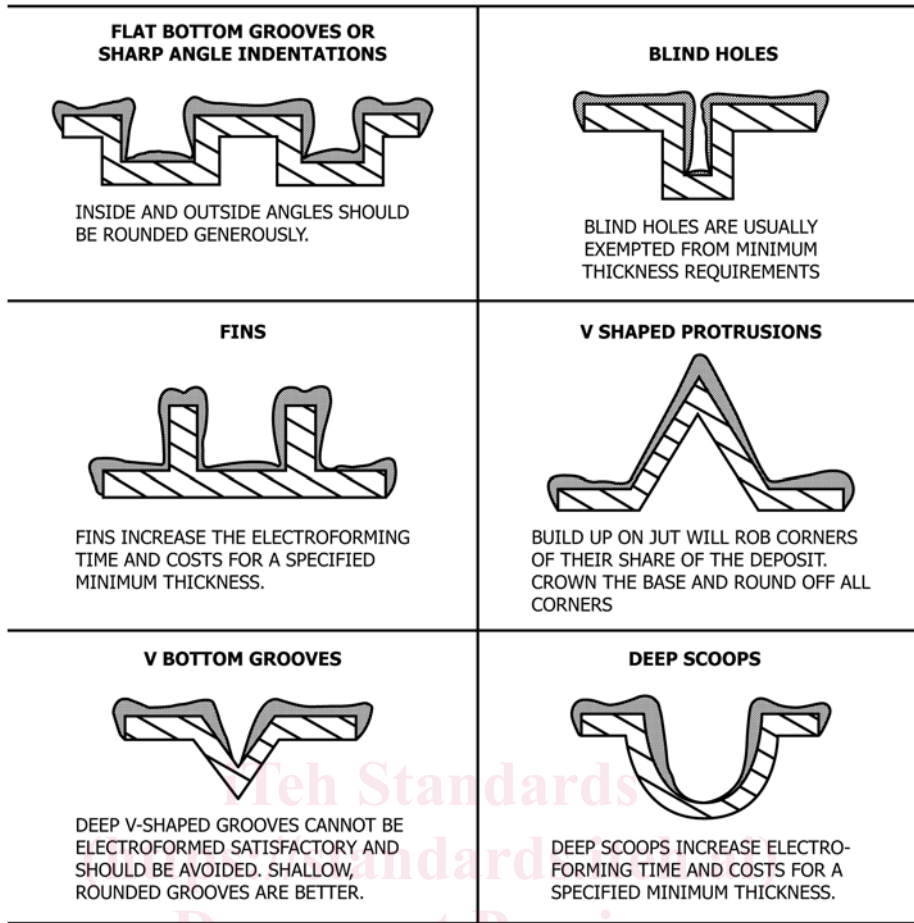 FLAT BOTTOM GROOVES OR
SHARP ANGLE INDENTATIONS
INSIDE AND OUTSIDE ANGLES SHOULD
BE ROUNDED GENEROUSLY.
BLIND HOLES
BLIND HOLES ARE USUALLY
EXEMPTED FROM MINIMUM
THICKNESS REQUIREMENTS
FINS
FINS INCREASE THE ELECTROFORMING
TIME AND COSTS FOR A SPECIFIED
MINIMUM THICKNESS.
V SHAPED PROTRUSIONS
BUILD UP ON JUT WILL ROB CORNERS
OF THEIR SHARE OF THE DEPOSIT.
CROWN THE BASE AND ROUND OFF ALL
CORNERS
V BOTTOM GROOVES
DEEP V-SHAPED GROOVES CANNOT BE
ELECTROFORMED SATISFACTORY AND
SHOULD BE AVOIDED. SHALLOW,
ROUNDED GROOVES ARE BETTER.
DEEP SCOOPS
DEEP SCOOPS INCREASE ELECTRO-
FORMING TIME AND COSTS FOR A
SPECIFIED MINIMUM THICKNESS.
iTeh Standards